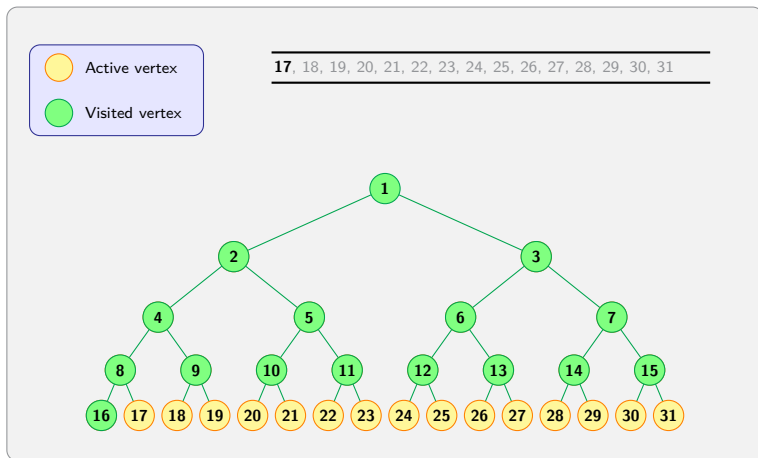 Active vertex
Visited vertex
17, 18, 19, 20, 21, 22, 23, 24, 25, 26, 27, 28, 29, 30, 31
1
2 3
4 5 6 7
8 9 10 11 12 13 14 15
16 17 18 19 20 21 22 23 24 25 26 27 28 29 30 31